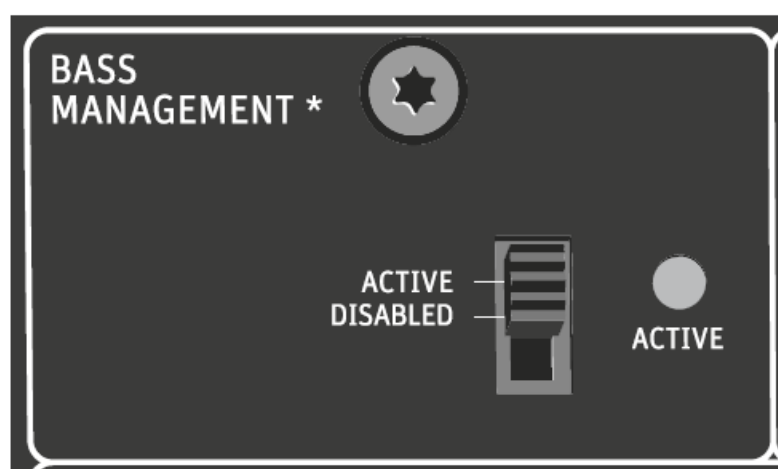 BASS
MANAGEMENT *
ACTIVE
DISABLED
ACTIVE